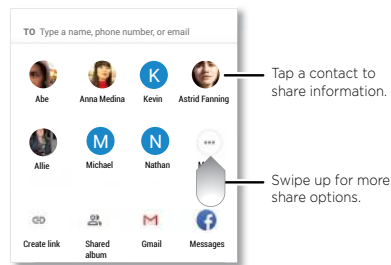 TO Type a name, phone number, or email
K
Abe Anna Medina Kevin Astrid Fanning
Tap a contact to
share information.
M N
Allie Michael Nathan
Swipe up for more
share options.
Create link Shared album Gmail Messages